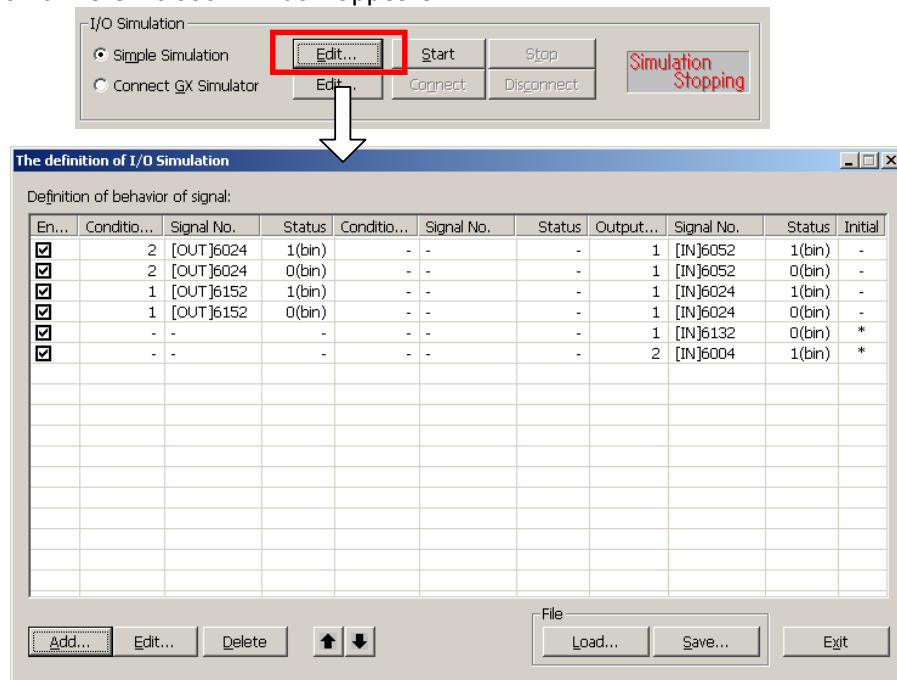 I/O Simulation
Simple Simulation Edit... Start Stop
Connect GX Simulator Edit... Connect Disconnect
Simulation
Stopping
The definition of I/O Simulation
Definition of behavior of signal:
En... Conditio... Signal No. Status Conditio... Signal No. Status Output... Signal No. Status Initial
2 [OUT]6024 1(bin) - - - 1 [IN]6052 1(bin) -
2 [OUT]6024 0(bin) - - - 1 [IN]6052 0(bin) -
1 [OUT]6152 1(bin) - - - 1 [IN]6024 1(bin) -
1 [OUT]6152 0(bin) - - - 1 [IN]6024 0(bin) -
- - - - - - 1 [IN]6132 0(bin) *
- - - - - - 2 [IN]6004 1(bin) *
File
Add... Edit... Delete Load... Save... Exit